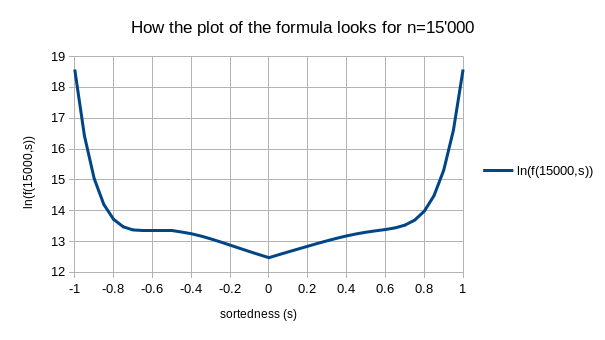 How the plot of the formula looks for n=15'000
19
18
17
16
15
14
13
12
ln(f(15000,s))
-1 -0.8 -0.6 -0.4 -0.2 0 0.2 0.4 0.6 0.8 1
sortedness (s)
ln(f(15000,s))